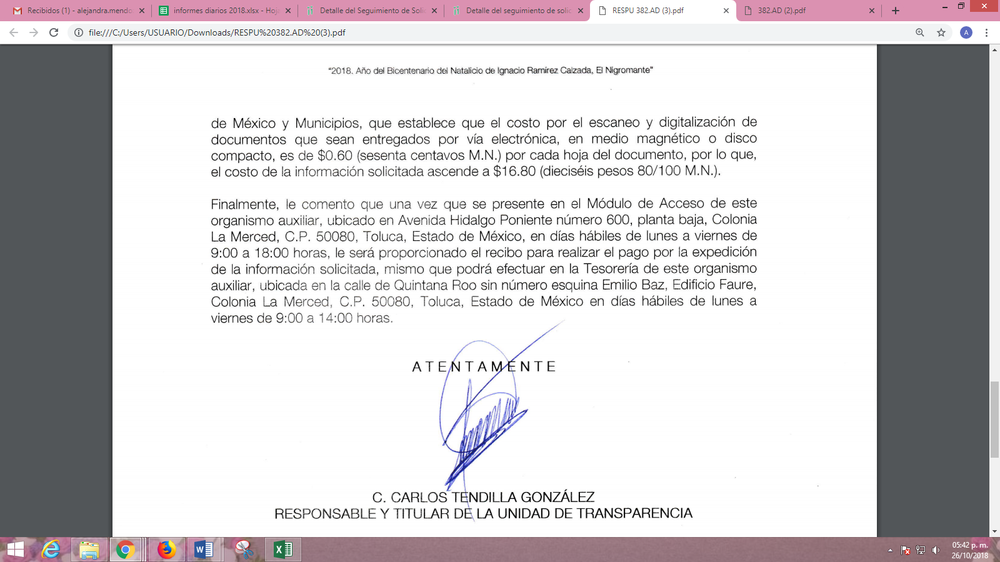 Recibidos (1) - alejandra.mendo
informes diarios 2018.xlsx - Hoja
Detalle del Seguimiento de Solic
Detalle del seguimiento de solic
RESPU 382.AD (3).pdf
382.AD (2).pdf
file:///C:/Users/USUARIO/Downloads/RESPU%20382.AD%20(3).pdf
A
"2018. Año del Bicentenario del Natalicio de Ignacio Ramírez Calzada, El Nigromante"
de México y Municipios, que establece que el costo por el escaneo y digitalización de
documentos que sean entregados por vía electrónica, en medio magnético o disco
compacto, es de $0.60 (sesenta centavos M.N.) por cada hoja del documento, por lo que,
el costo de la información solicitada asciende a $16.80 (dieciséis pesos 80/100 M.N.).
Finalmente, le comento que una vez que se presente en el Módulo de Acceso de este
organismo auxiliar, ubicado en Avenida Hidalgo Poniente número 600, planta baja, Colonia
La Merced, C.P. 50080, Toluca, Estado de México, en días hábiles de lunes a viernes de
9:00 a 18:00 horas, le será proporcionado el recibo para realizar el pago por la expedición
de la información solicitada, mismo que podrá efectuar en la Tesorería de este organismo
auxiliar, ubicada en la calle de Quintana Roo sin número esquina Emilio Baz, Edificio Faure,
Colonia La Merced, C.P. 50080, Toluca, Estado de México en días hábiles de lunes a
viernes de 9:00 a 14:00 horas.
A T E N T A M E N T E
C. CARLOS TENDILLA GONZÁLEZ
RESPONSABLE Y TITULAR DE LA UNIDAD DE TRANSPARENCIA
05:42 p. m.
26/10/2018